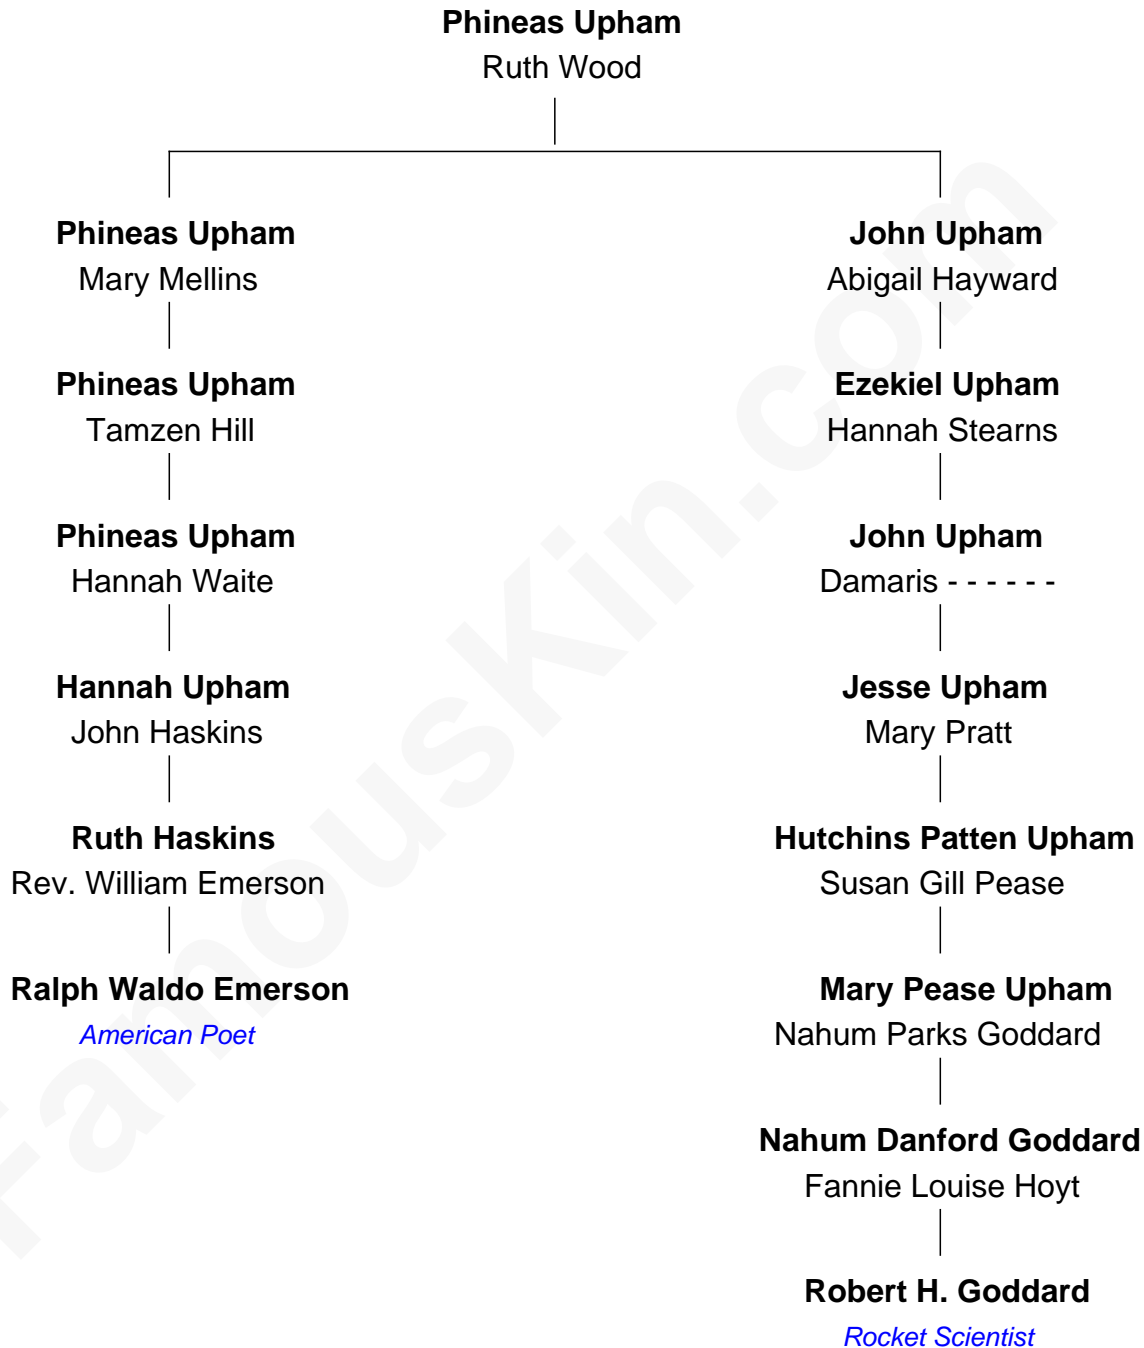 Phineas Upham
Ruth Wood
Phineas Upham
Mary Mellins
Phineas Upham
Tamzen Hill
Phineas Upham
Hannah Waite
Hannah Upham
John Haskins
Ruth Haskins
Rev. William Emerson
Ralph Waldo Emerson
American Poet
John Upham
Abigail Hayward
Ezekiel Upham
Hannah Stearns
John Upham
Damaris - - - - - -
Jesse Upham
Mary Pratt
Hutchins Patten Upham
Susan Gill Pease
Mary Pease Upham
Nahum Parks Goddard
Nahum Danford Goddard
Fannie Louise Hoyt
Robert H. Goddard
Rocket Scientist
FamousKin.com